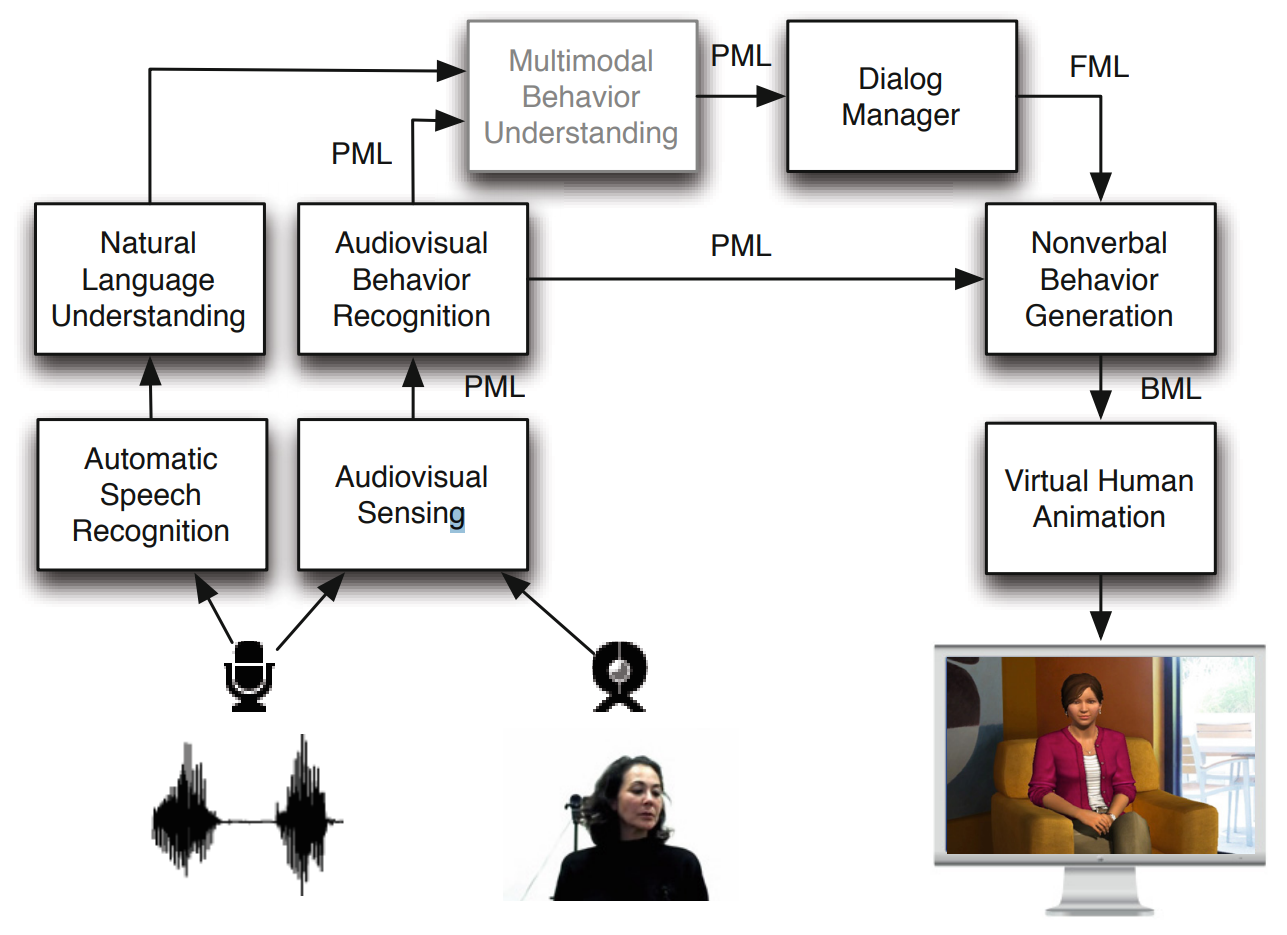 Multimodal
Behavior
Understanding
PML
Dialog
Manager
FML
PML
Natural
Language
Understanding
Audiovisual
Behavior
Recognition
PML
Nonverbal
Behavior
Generation
PML
BML
Automatic
Speech
Recognition
Audiovisual
Sensing
Virtual Human
Animation